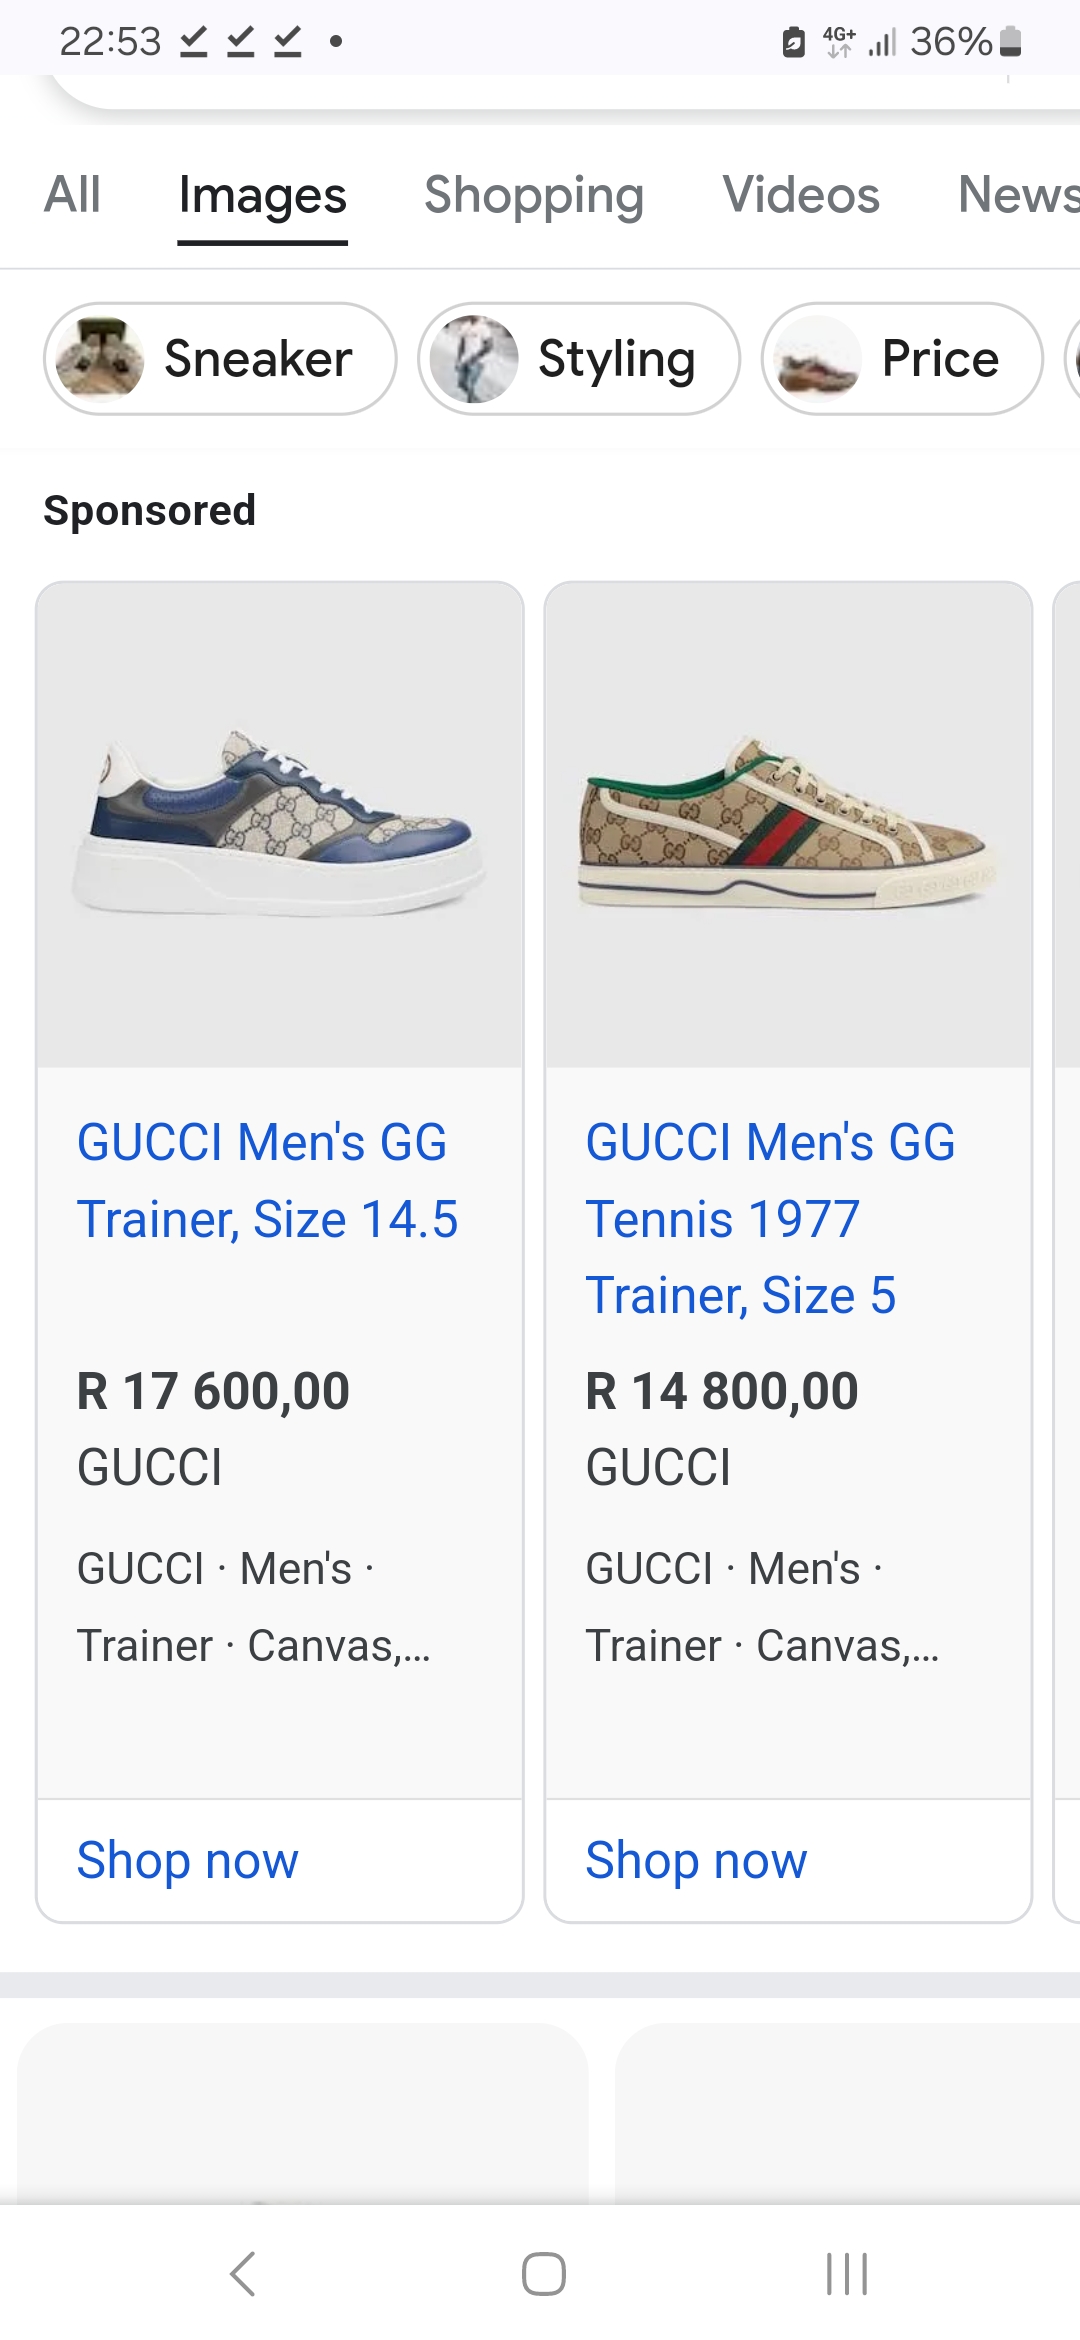 22:53 4G+ 36%
All Images Shopping Videos News
Sneaker Styling Price
Sponsored
GUCCI Men's GG
Trainer, Size 14.5
R 17 600,00
GUCCI
GUCCI · Men's ·
Trainer · Canvas,...
Shop now
GUCCI Men's GG
Tennis 1977
Trainer, Size 5
R 14 800,00
GUCCI
GUCCI · Men's ·
Trainer · Canvas,...
Shop now